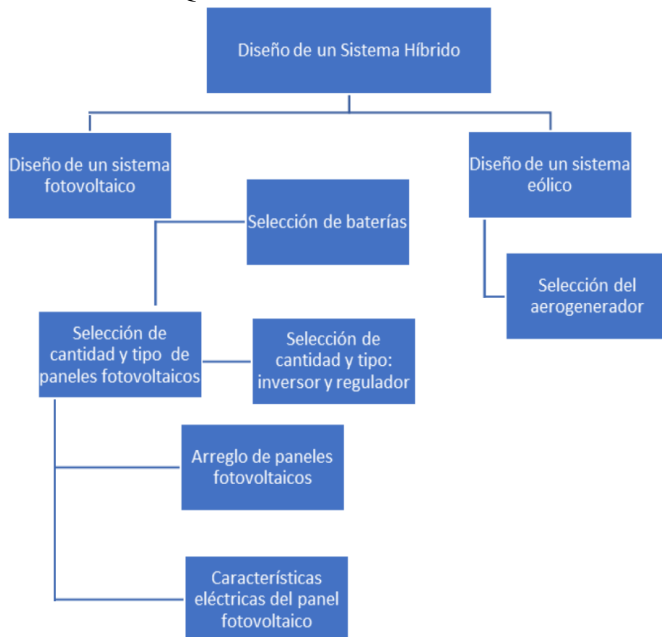 Diseño de un Sistema Híbrido
Diseño de un sistema
fotovoltaico
Diseño de un sistema
eólico
Selección de baterías
Selección del
aerogenerador
Selección de
cantidad y tipo de
paneles fotovoltaicos
Selección de
cantidad y tipo:
inversor y regulador
Arreglo de paneles
fotovoltaicos
Características
eléctricas del panel
fotovoltaico